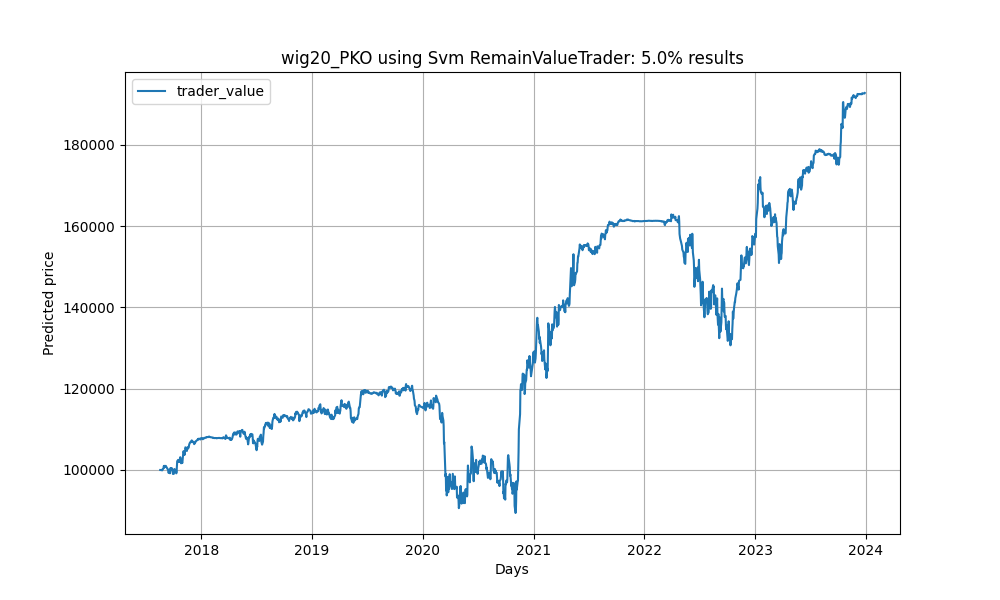 wig20_PKO using Svm RemainValueTrader: 5.0% results
trader_value
180000
160000
140000
120000
100000
Predicted price
2018 2019 2020 2021 2022 2023 2024
Days